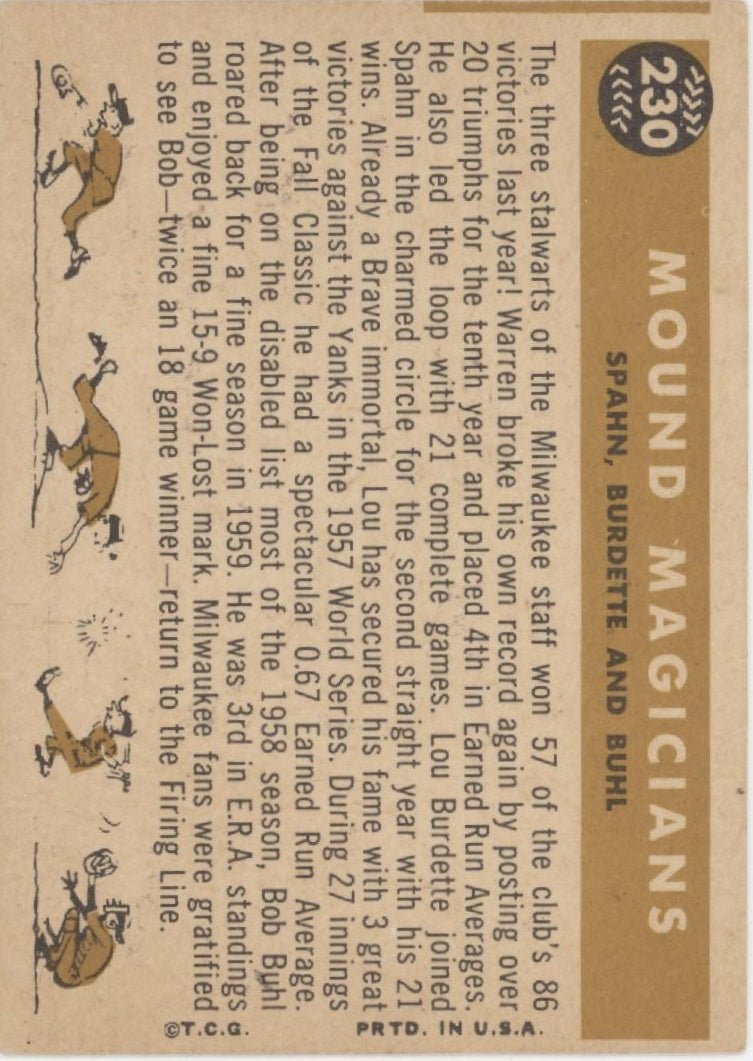 230
MOUND MAGICIANS
SPAHN, BURDETTE AND BUHL
The three stalwarts of the Milwaukee staff won 57 of the club's 86
victories last year! Warren broke his own record again by posting over
20 triumphs for the tenth year and placed 4th in Earned Run Averages.
He also led the loop with 21 complete games. Lou Burdette joined
Spahn in the charmed circle for the second straight year with his 21
wins. Already a Brave immortal, Lou has secured his fame with 3 great
victories against the Yanks in the 1957 World Series. During 27 innings
of the Fall Classic he had a spectacular 0.67 Earned Run Average.
After being on the disabled list most of the 1958 season, Bob Buhl
roared back for a fine season in 1959. He was 3rd in E.R.A. standings
and enjoyed a fine 15-9 Won-Lost mark. Milwaukee fans were gratified
to see Bob—twice an 18 game winner—return to the Firing Line.
PRTD. IN U.S.A.
©T.C.G.